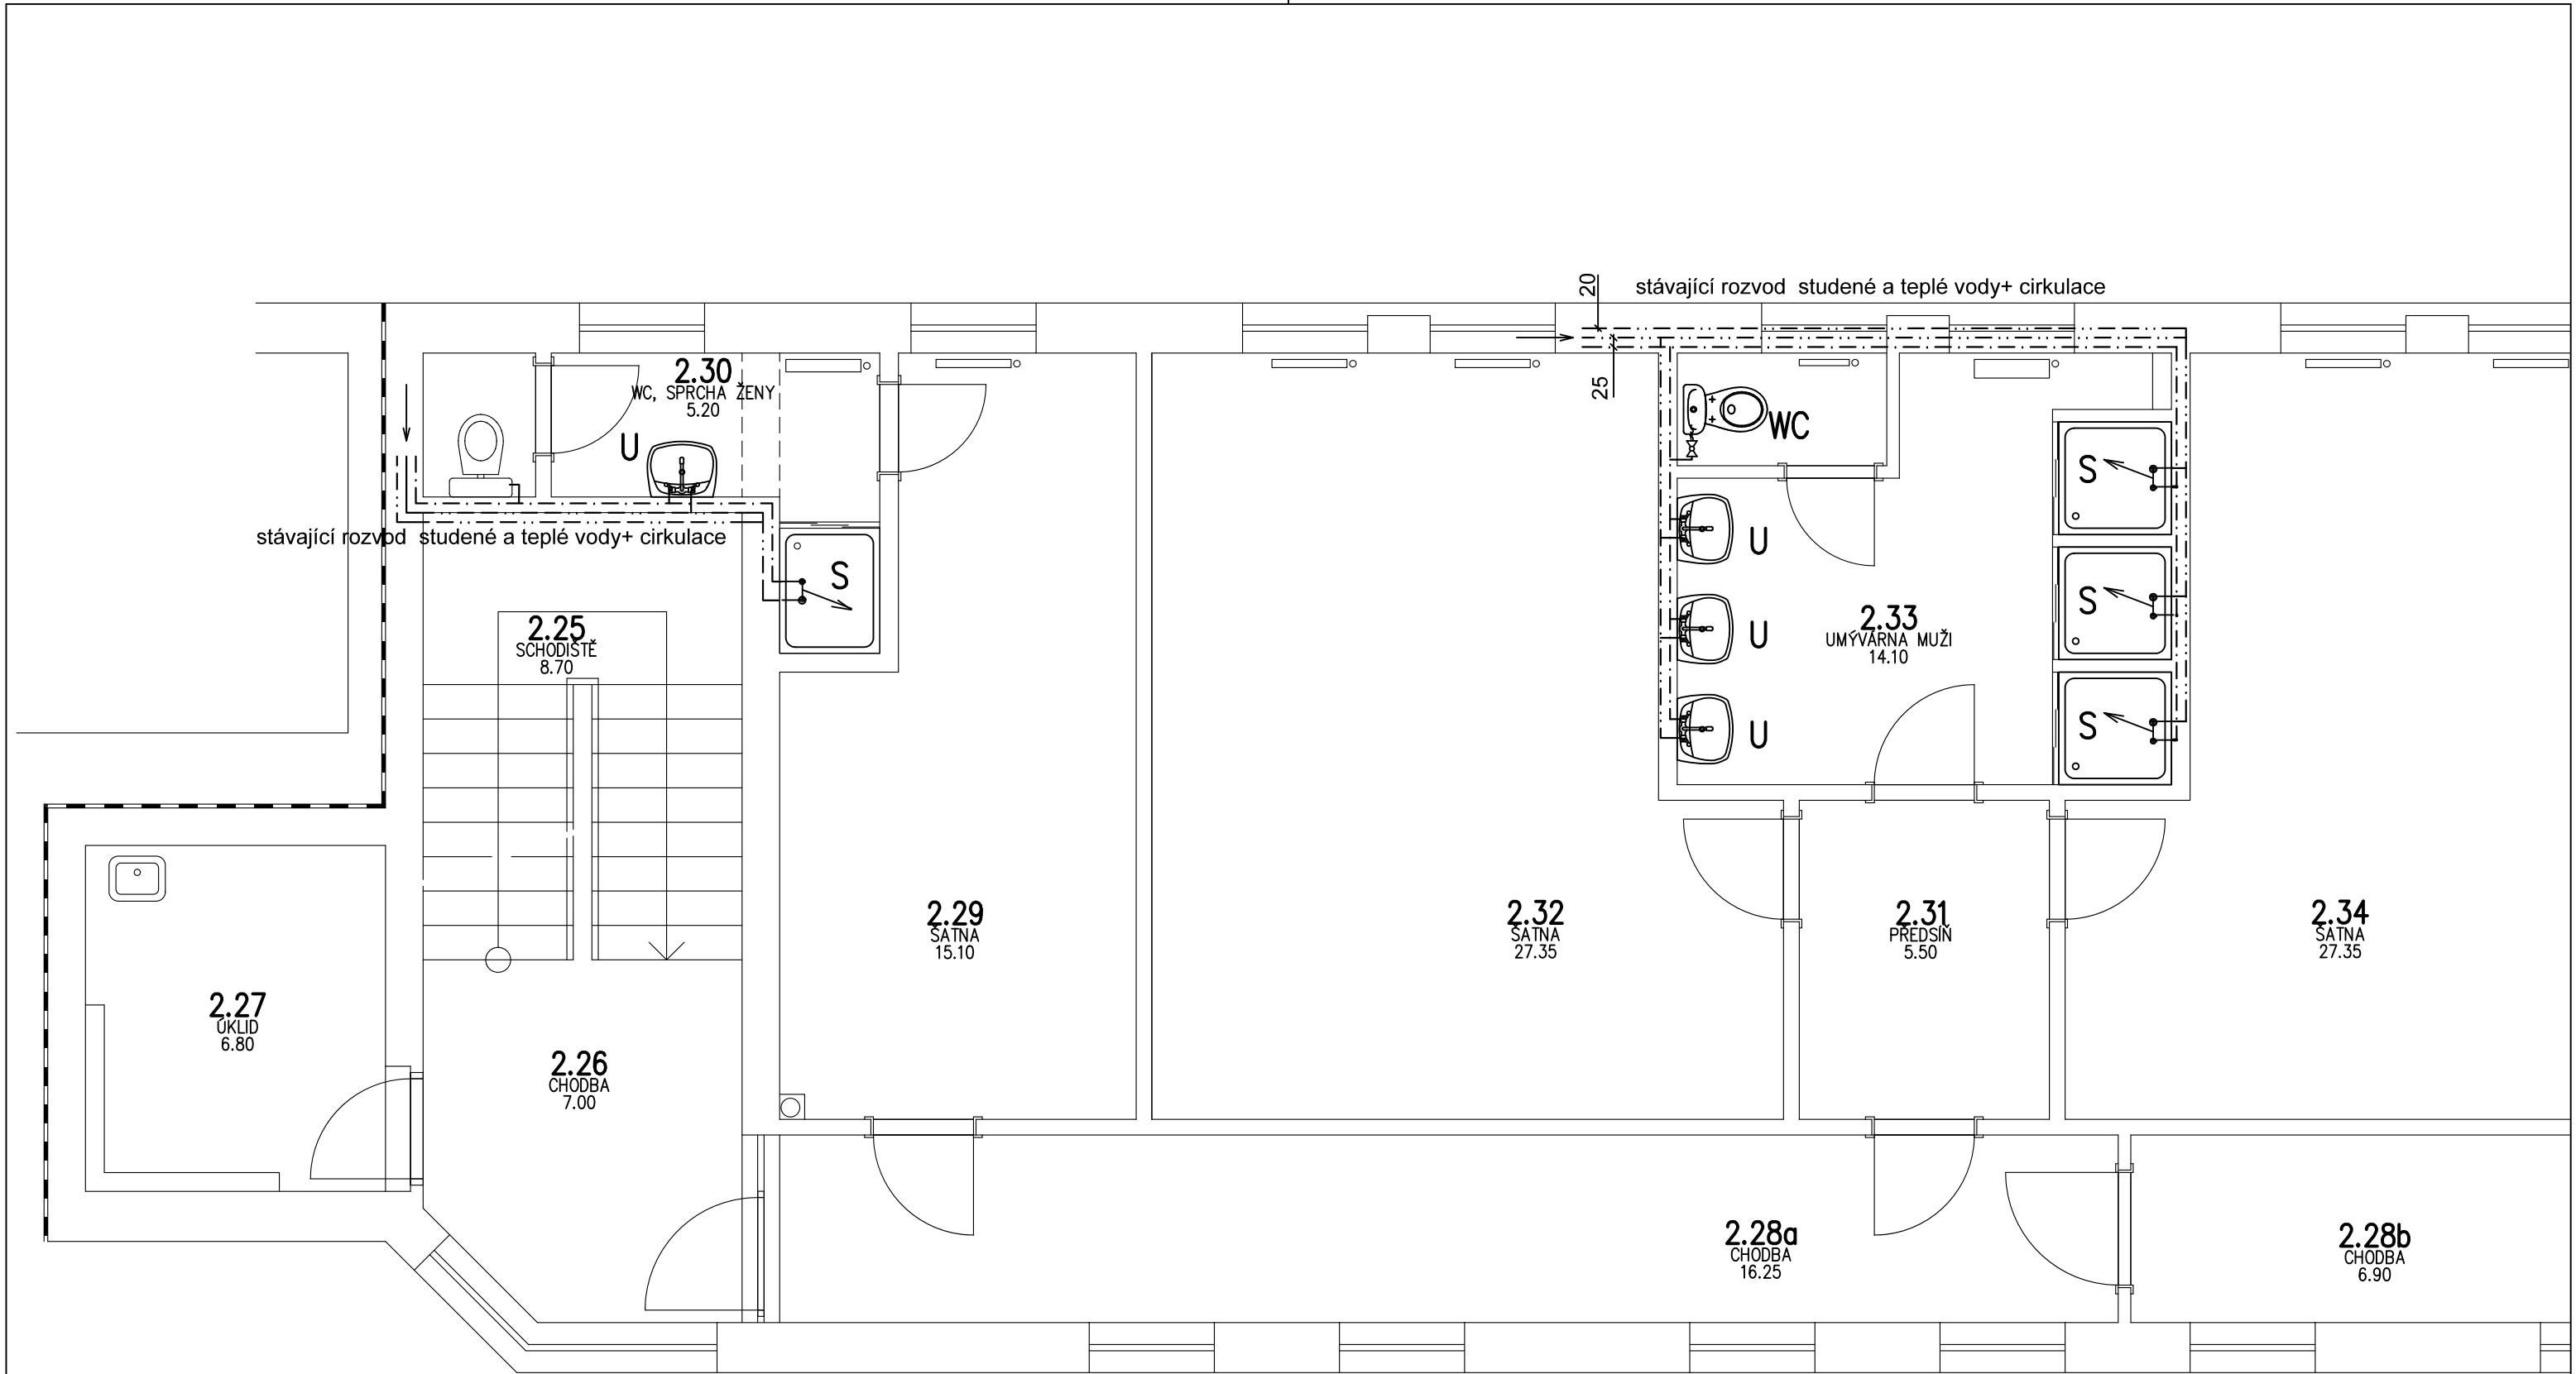 20
stávající rozvod studené a teplé vody+ cirkulace
25
2.30
WC, SPRCHA ŽENY
5.20
U
WC
S
stávající rozvod studené a teplé vody+ cirkulace
U
S
S
2.25
SCHODIŠTĚ
8.70
U
2.33
UMÝVÁRNA MUŽI
14.10
S
U
S
2.29
ŠATNA
15.10
2.32
ŠATNA
27.35
2.31
PŘEDSÍŇ
5.50
2.34
ŠATNA
27.35
2.27
ÚKLID
6.80
2.26
CHODBA
7.00
2.28a
CHODBA
16.25
2.28b
CHODBA
6.90